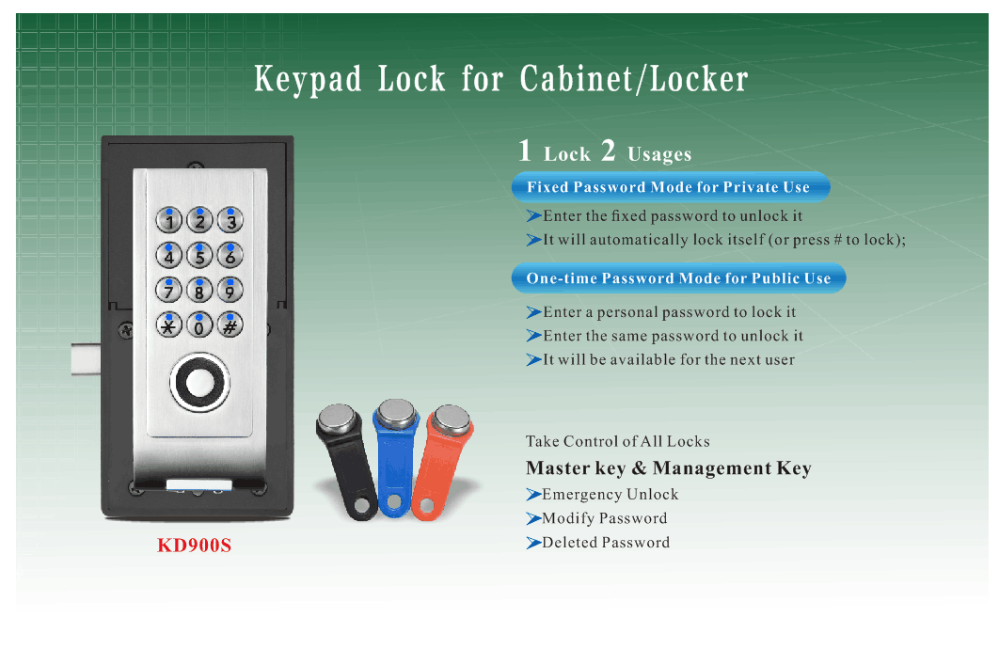 Keypad Lock for Cabinet/Locker
1 Lock 2 Usages
Fixed Password Mode for Private Use
Enter the fixed password to unlock it
It will automatically lock itself (or press # to lock);
One-time Password Mode for Public Use
Enter a personal password to lock it
Enter the same password to unlock it
It will be available for the next user
1 2 3
4 5 6
7 8 9
* 0 #
KD900S
Take Control of All Locks
Master key & Management Key
Emergency Unlock
Modify Password
Deleted Password